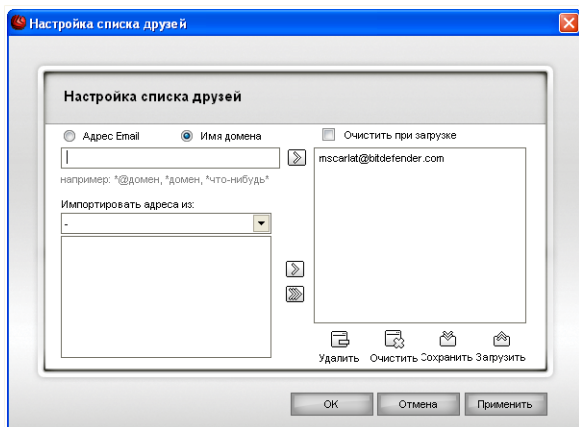 Настройка списка друзей
Настройка списка друзей
Адрес Email
Имя домена
например: *@домен, *домен, *что-нибудь*
Импортировать адреса из:
-
Очистить при загрузке
mscarlat@bitdefender.com
Удалить
Очистить
Сохранить
Загрузить
OK
Отмена
Применить